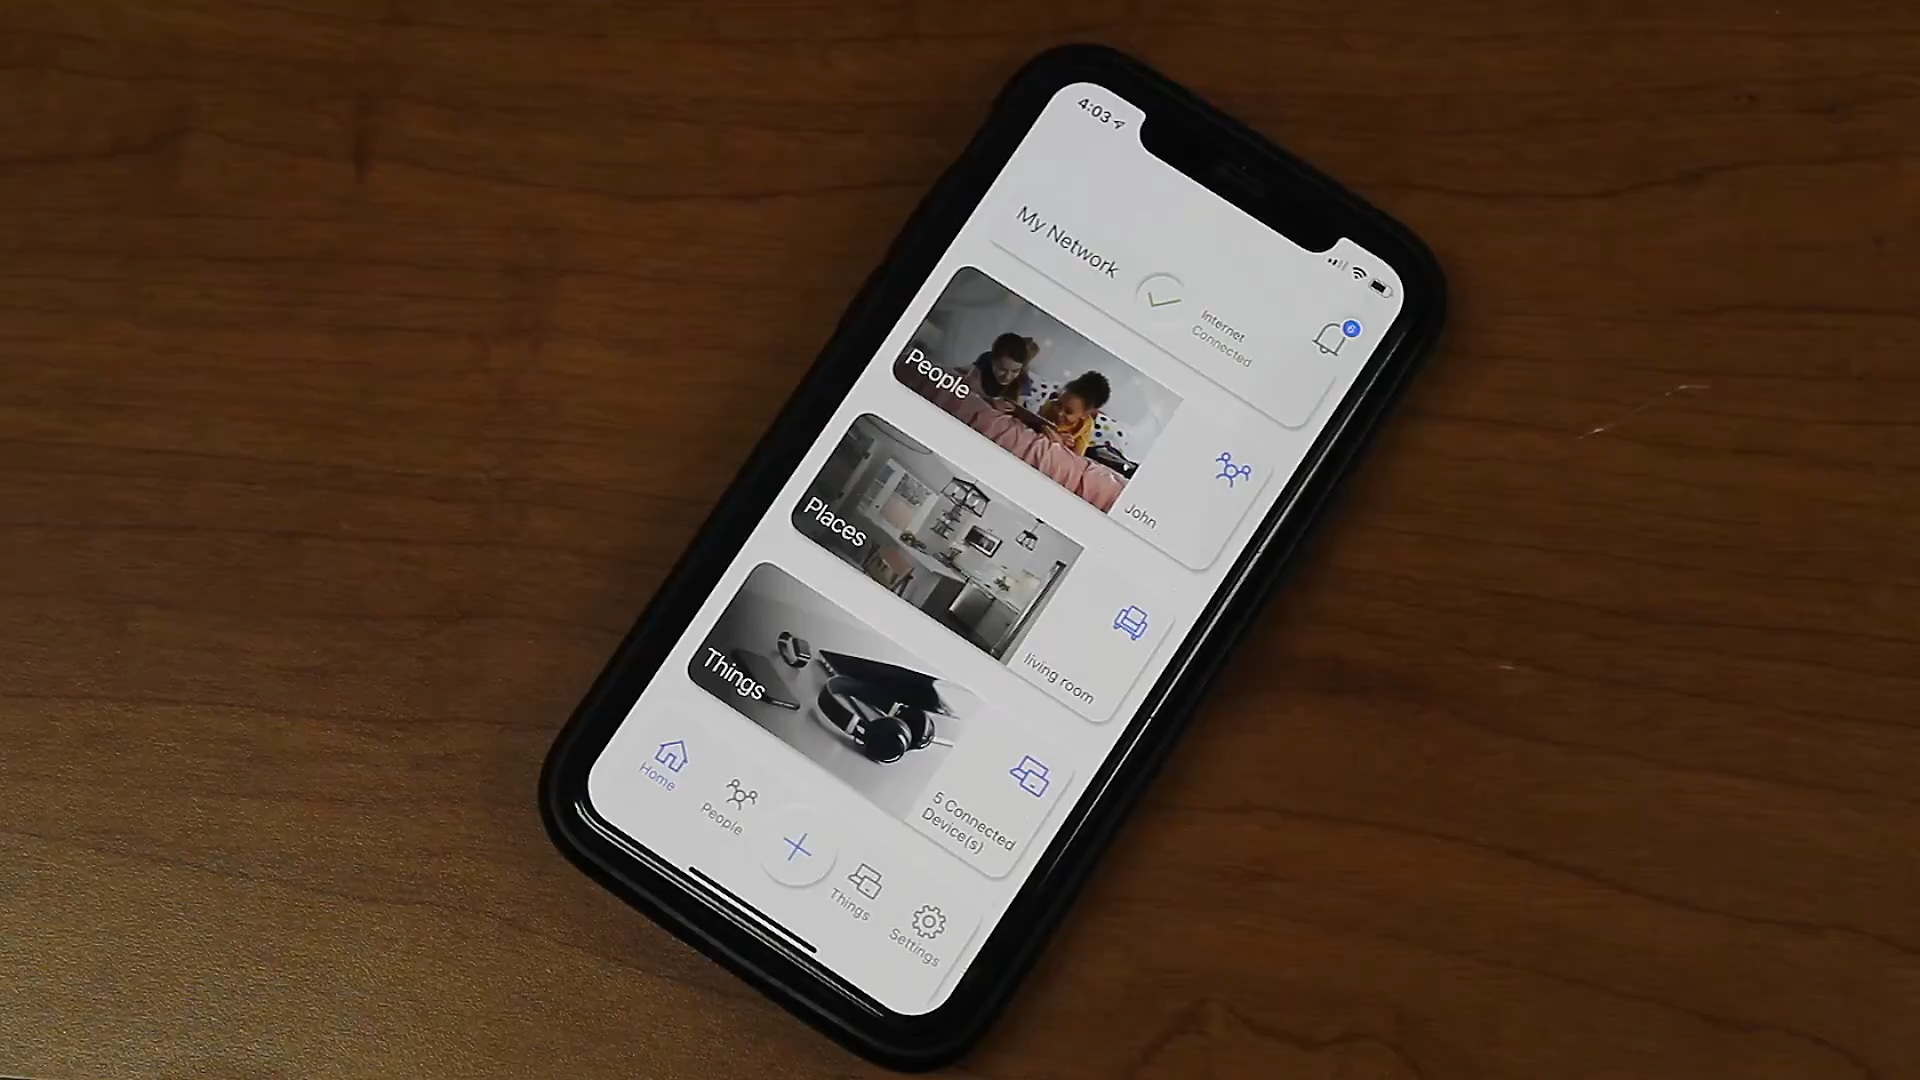 4:03
My Network
Internet
Connected
6
People
John
Places
living room
Things
5 Connected
Device(s)
Home
People
Things
Settings